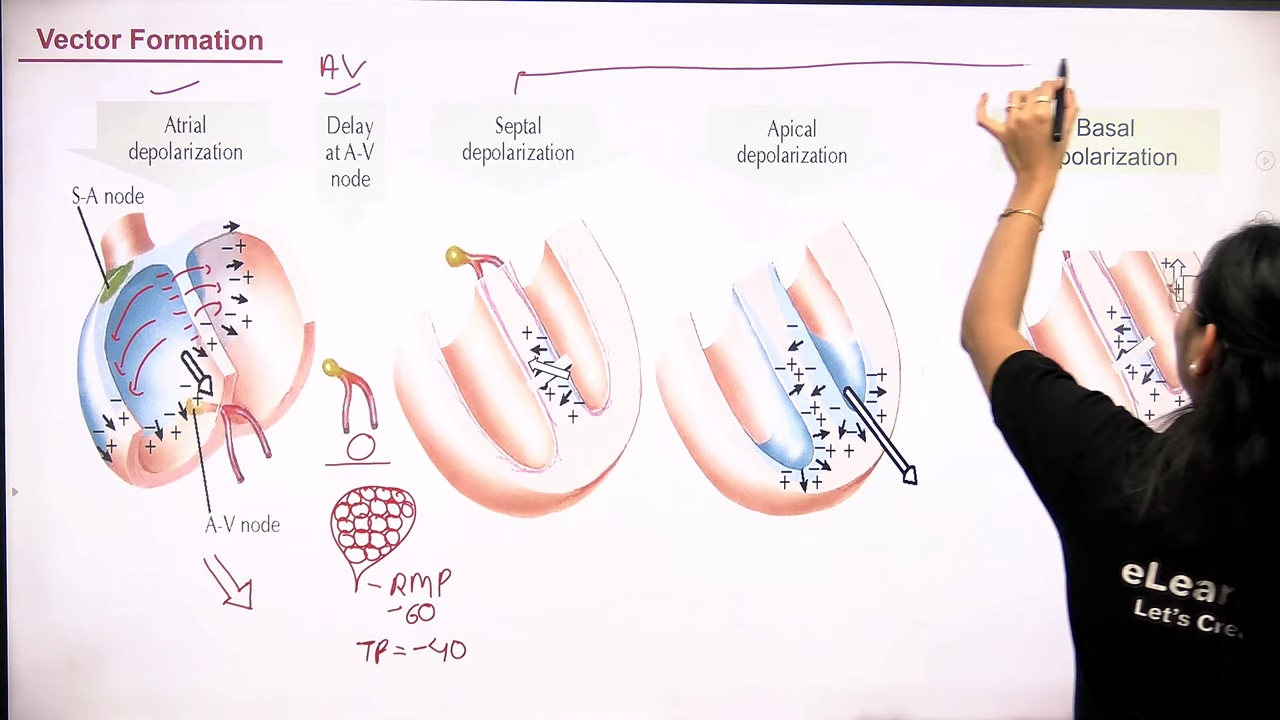 Vector Formation
AV
Atrial
depolarization
Delay
at A-V
node
Septal
depolarization
Apical
depolarization
Basal
polarization
S-A node
A-V node
O
- RMP
-60
TP = -40
eLear
Let's Cre